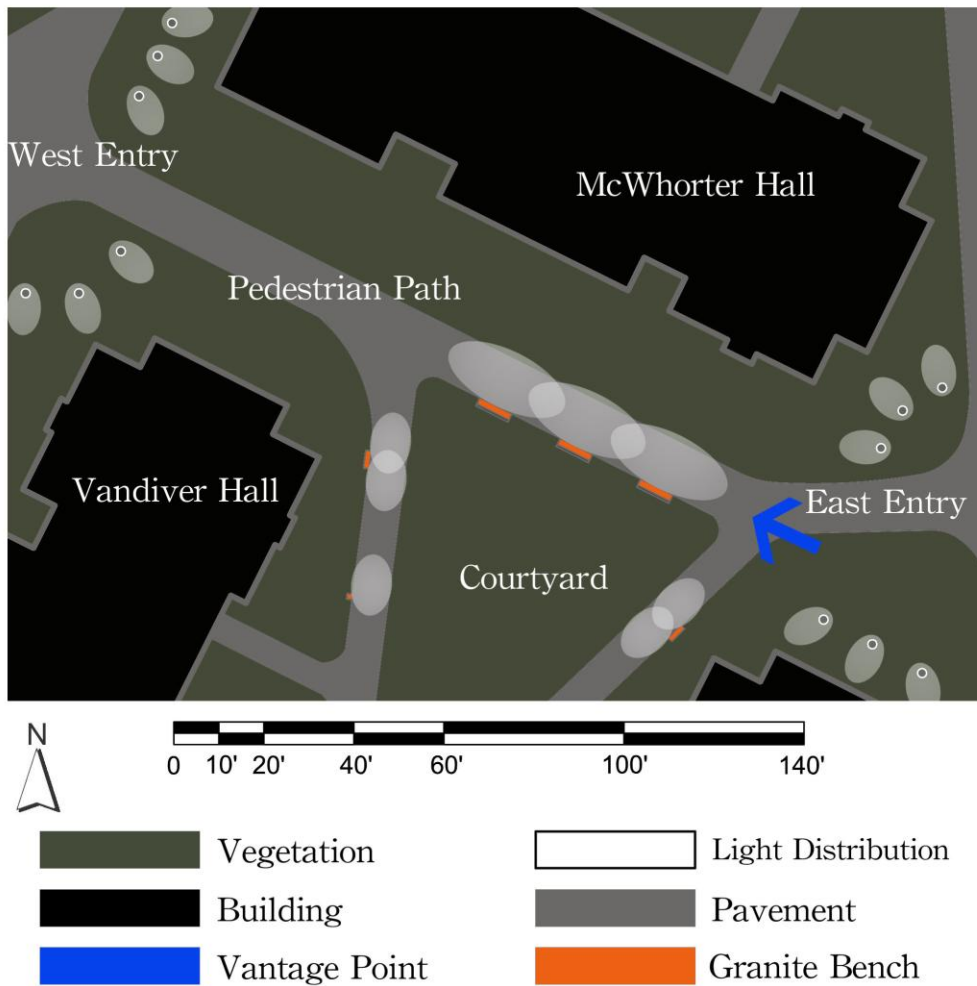 West Entry
McWhorter Hall
Pedestrian Path
Vandiver Hall
East Entry
Courtyard
N
0 10' 20' 40' 60' 100' 140'
Vegetation
Light Distribution
Building
Pavement
Vantage Point
Granite Bench